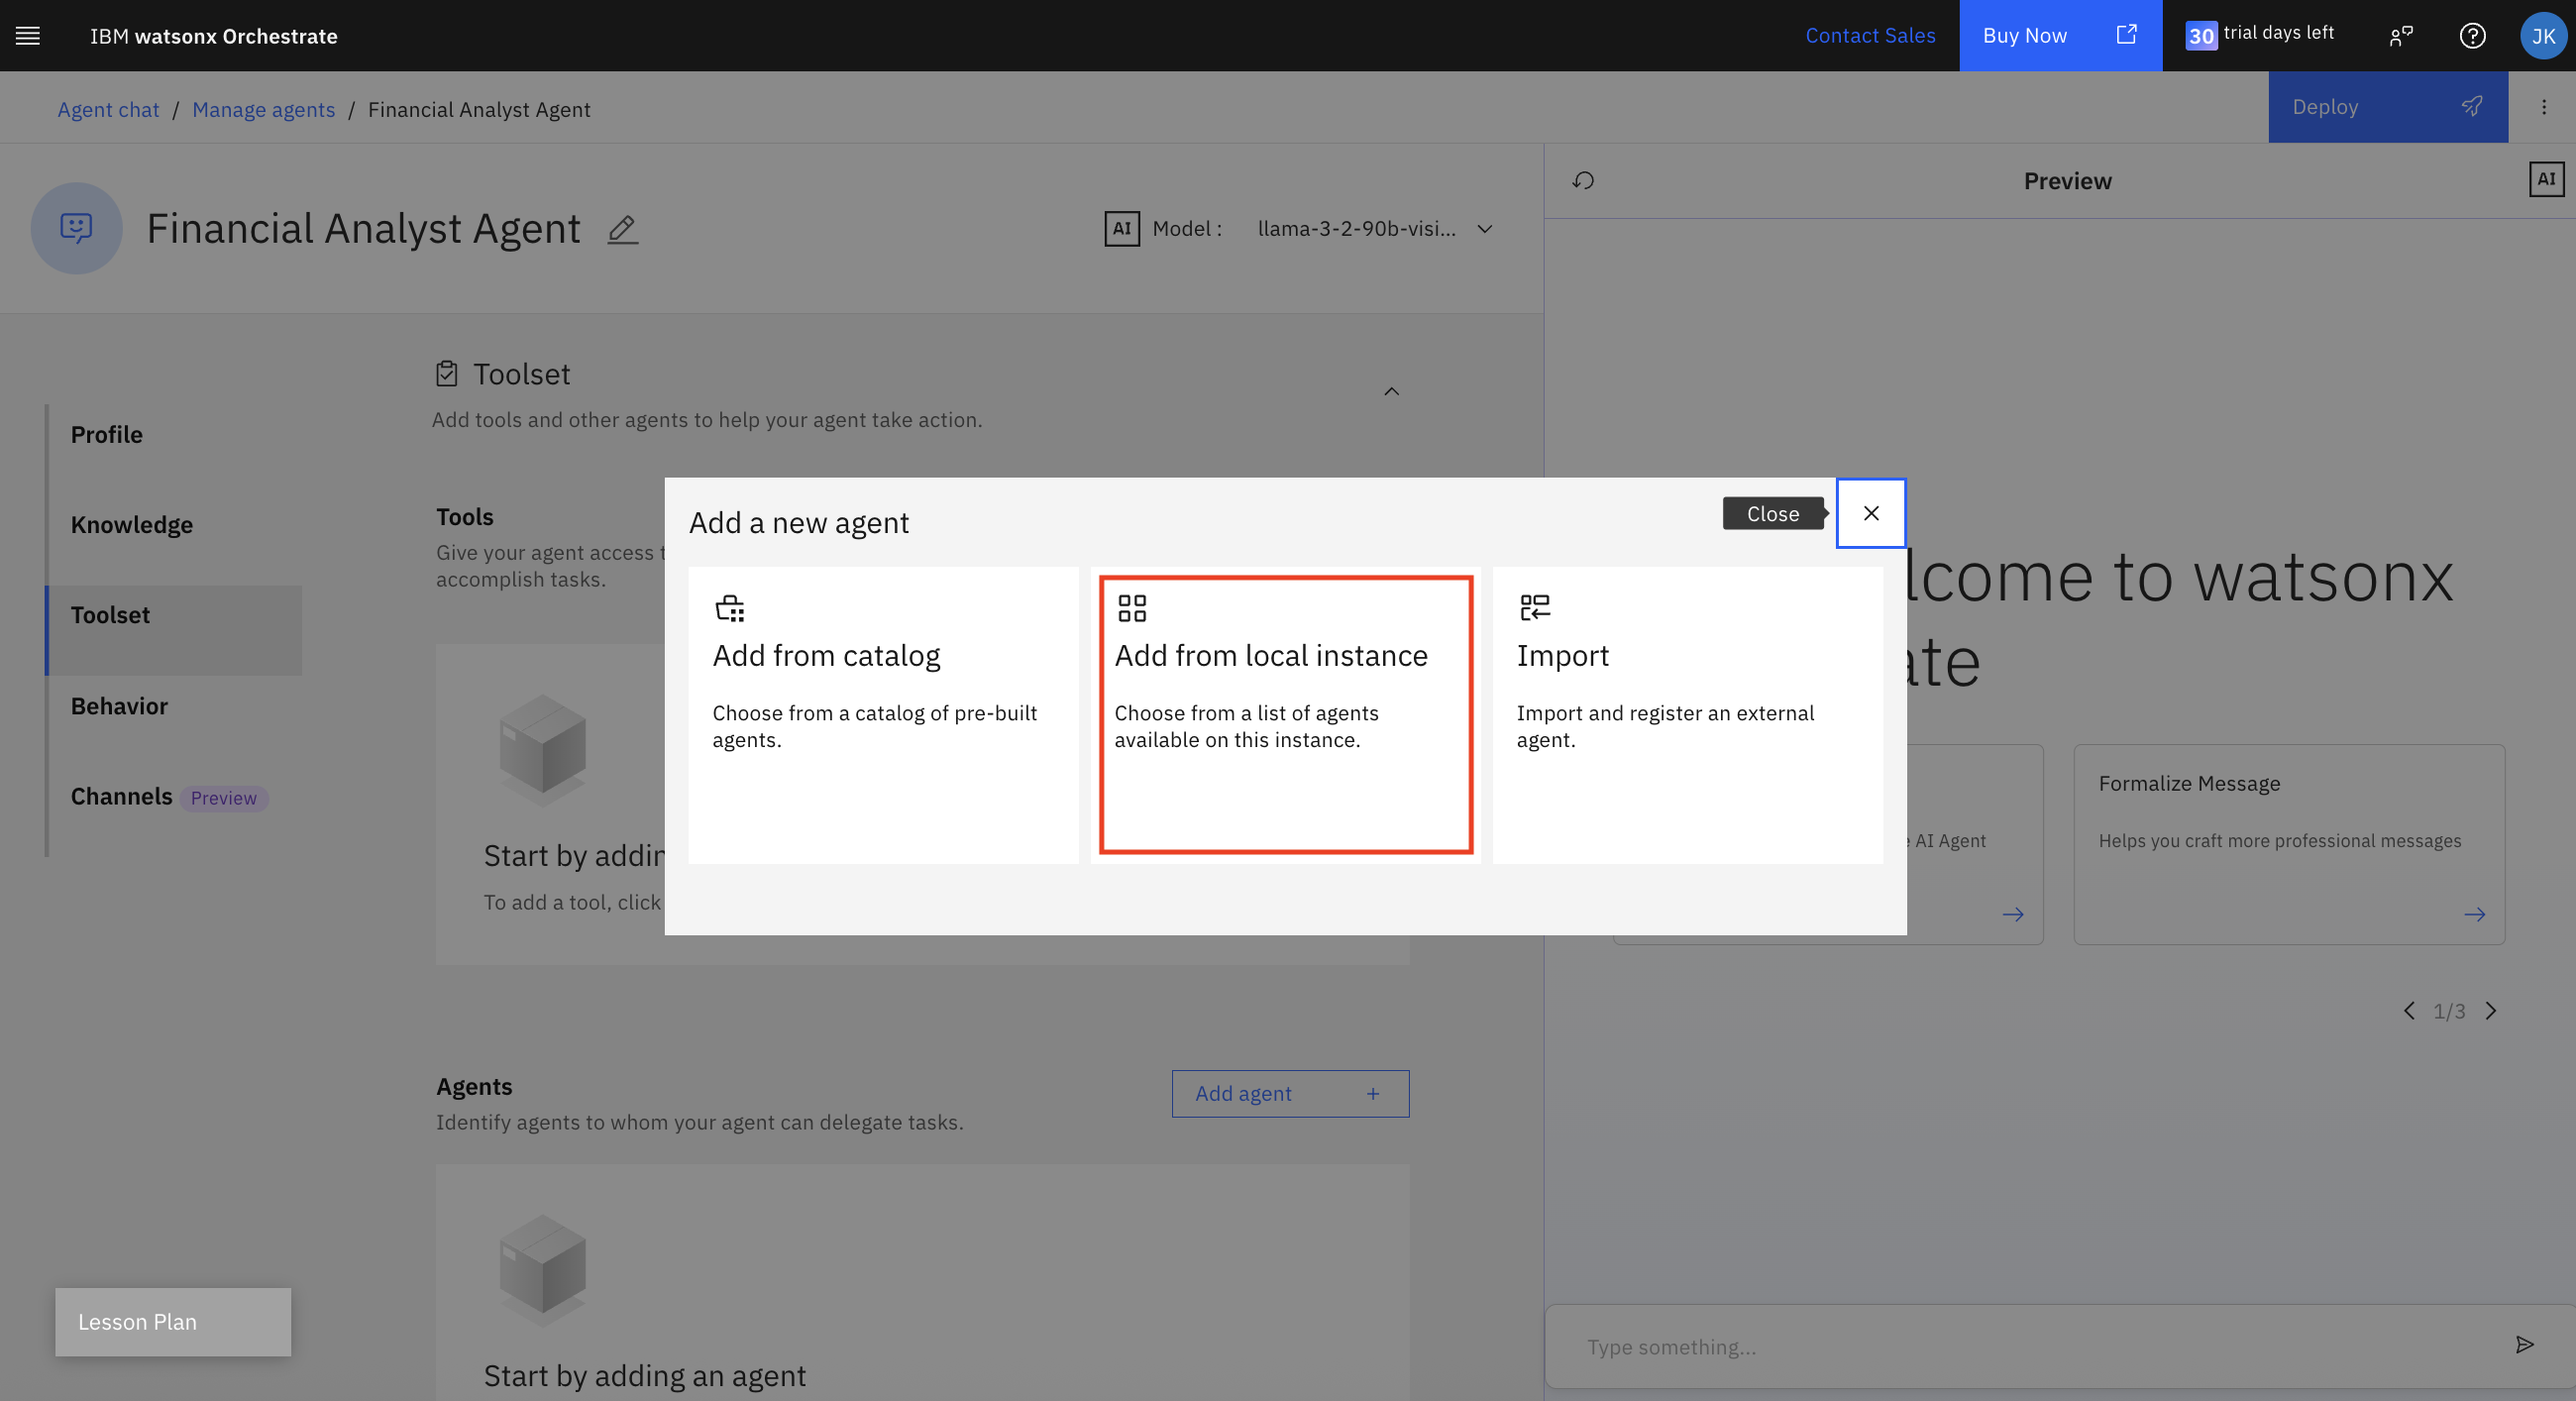 IBM watsonx Orchestrate
Contact Sales
Buy Now
30 trial days left
JK
Agent chat / Manage agents / Financial Analyst Agent
Deploy
Financial Analyst Agent
AI Model : llama-3-2-90b-visi...
Preview
AI
Profile
Knowledge
Toolset
Behavior
Channels Preview
Toolset
Add tools and other agents to help your agent take action.
Tools
Give your agent access
accomplish tasks.
Start by
To add a tool, click
Add a new agent
Close
Add from catalog
Choose from a catalog of pre-built
agents.
Add from local instance
Choose from a list of agents
available on this instance.
Import
Import and register an external
agent.
lcome to watsonx
ate
AI Agent
Formalize Message
Helps you craft more professional messages
1/3
Agents
Identify agents to whom your agent can delegate tasks.
Add agent +
Start by adding an agent
Lesson Plan
Type something...